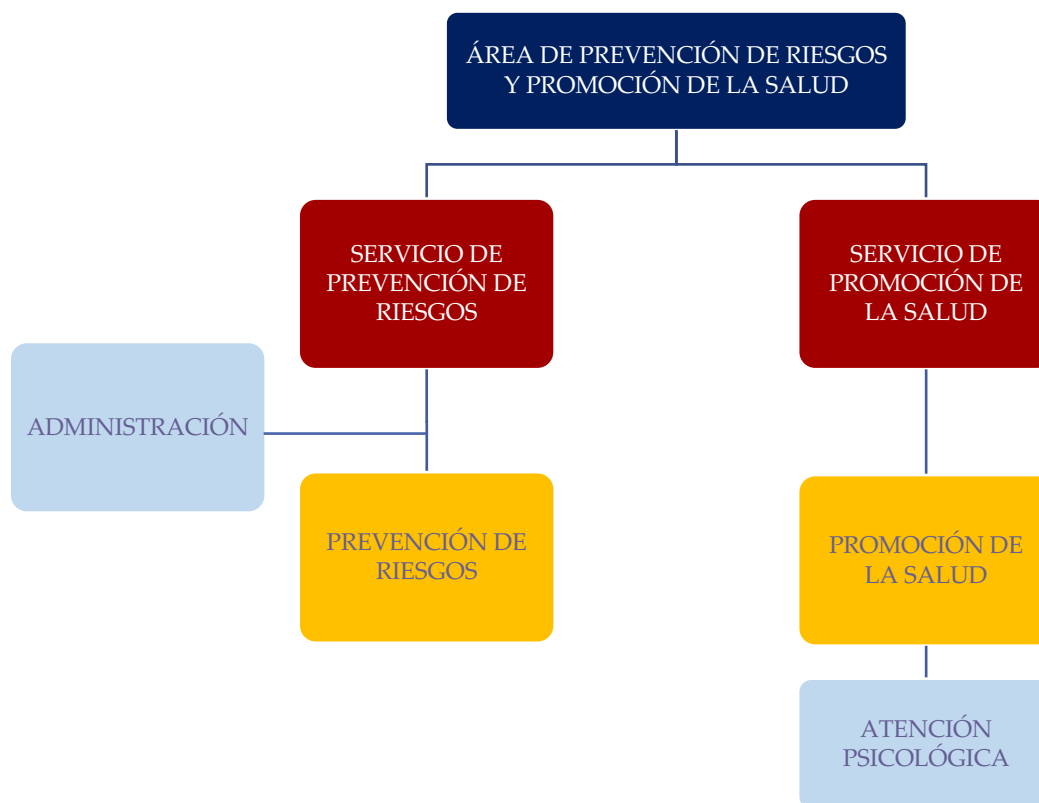 ÁREA DE PREVENCIÓN DE RIESGOS
Y PROMOCIÓN DE LA SALUD
SERVICIO DE
PREVENCIÓN DE
RIESGOS
SERVICIO DE
PROMOCIÓN DE
LA SALUD
ADMINISTRACIÓN
PREVENCIÓN DE
RIESGOS
PROMOCIÓN DE
LA SALUD
ATENCIÓN
PSICOLÓGICA